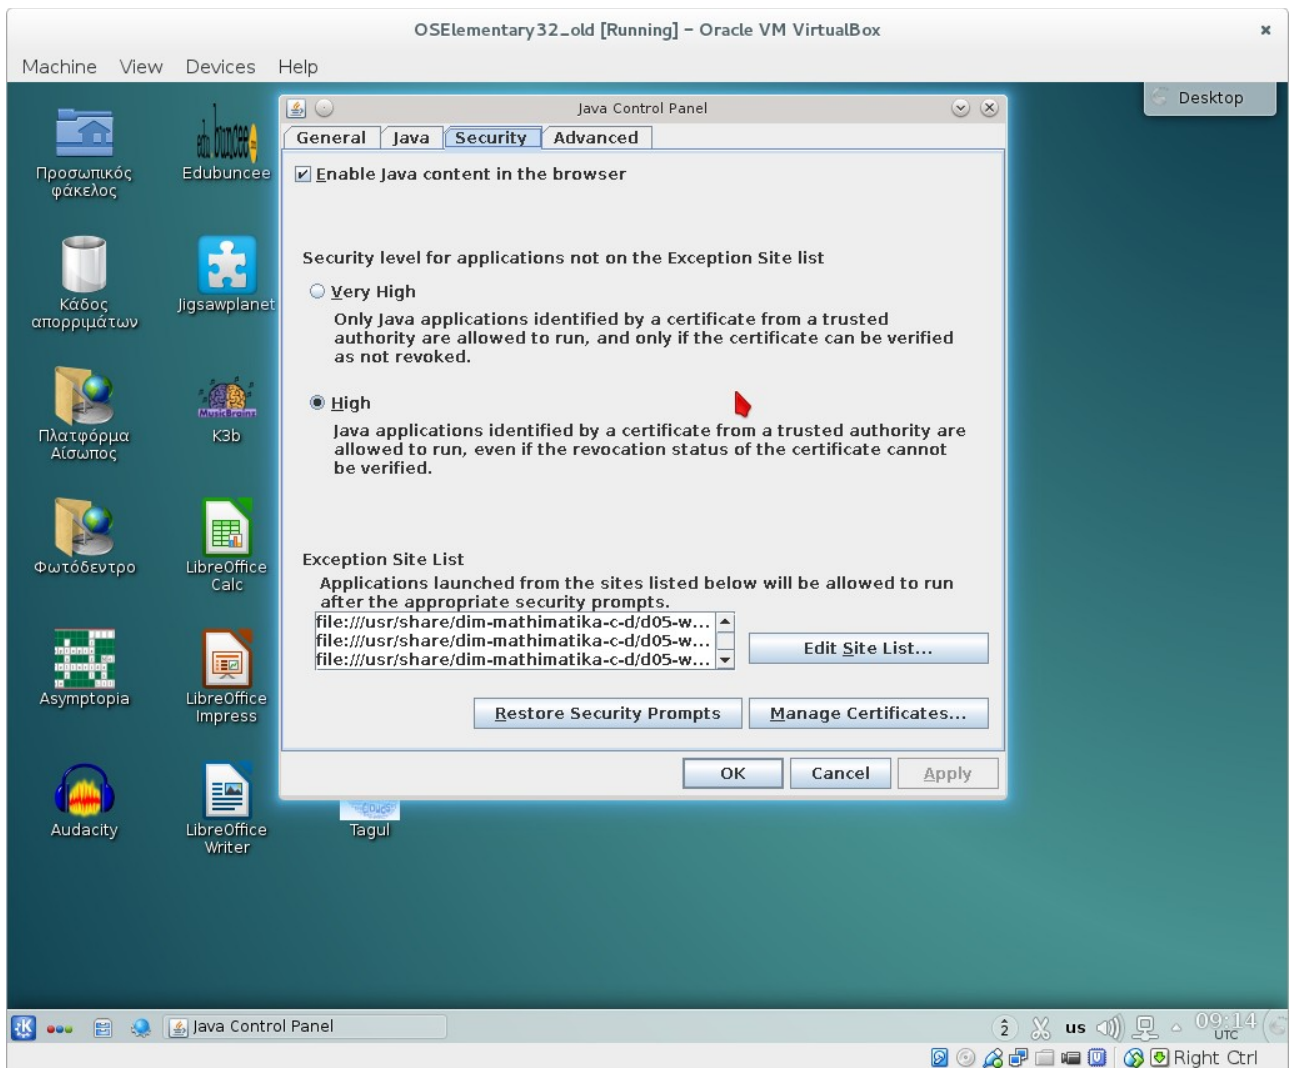 OSElementary32_old [Running] - Oracle VM VirtualBox
Machine View Devices Help
Desktop
Java Control Panel
General Java Security Advanced
Enable Java content in the browser
Security level for applications not on the Exception Site list
Very High
Only Java applications identified by a certificate from a trusted
authority are allowed to run, and only if the certificate can be verified
as not revoked.
High
Java applications identified by a certificate from a trusted authority are
allowed to run, even if the revocation status of the certificate cannot
be verified.
Exception Site List
Applications launched from the sites listed below will be allowed to run
after the appropriate security prompts.
file:///usr/share/dim-mathimatika-c-d/d05-w...
file:///usr/share/dim-mathimatika-c-d/d05-w...
file:///usr/share/dim-mathimatika-c-d/d05-w...
Edit Site List...
Restore Security Prompts Manage Certificates...
OK Cancel Apply
Προσωπικός
φάκελος
edu buncee
Edubuncee
Κάδος
απορριμάτων
Jigsawplanet
Πλατφόρμα
Αίσωπος
MusicBrainz
K3b
Φωτόδεντρο
LibreOffice
Calc
Asymptopia
LibreOffice
Impress
Audacity
LibreOffice
Writer
Tagul
Java Control Panel
2 us 09:14
UTC
Right Ctrl